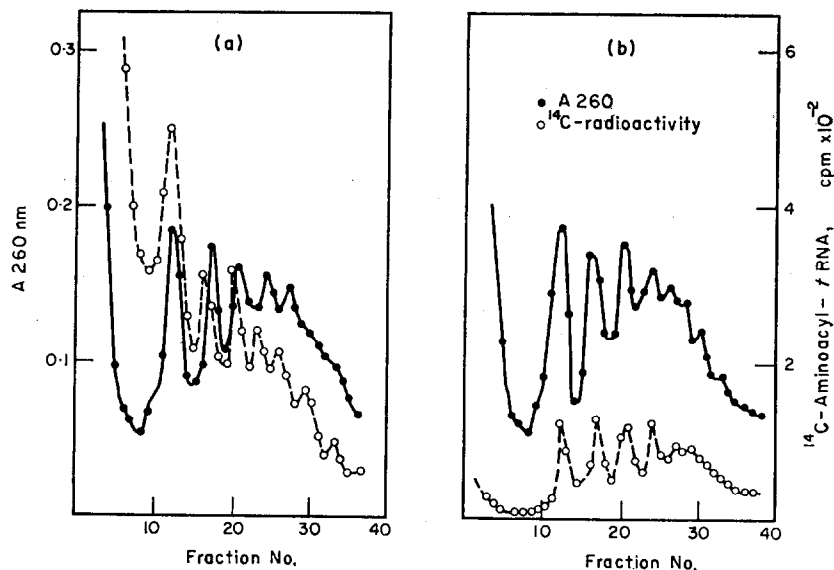 (a)
(b)
0·3
0·2
0·1
A 260 nm
10
20
30
40
Fraction No.
A 260
14C-radioactivity
6
4
2
14C-Aminoacyl-tRNA, cpm x10-2
10
20
30
40
Fraction No.